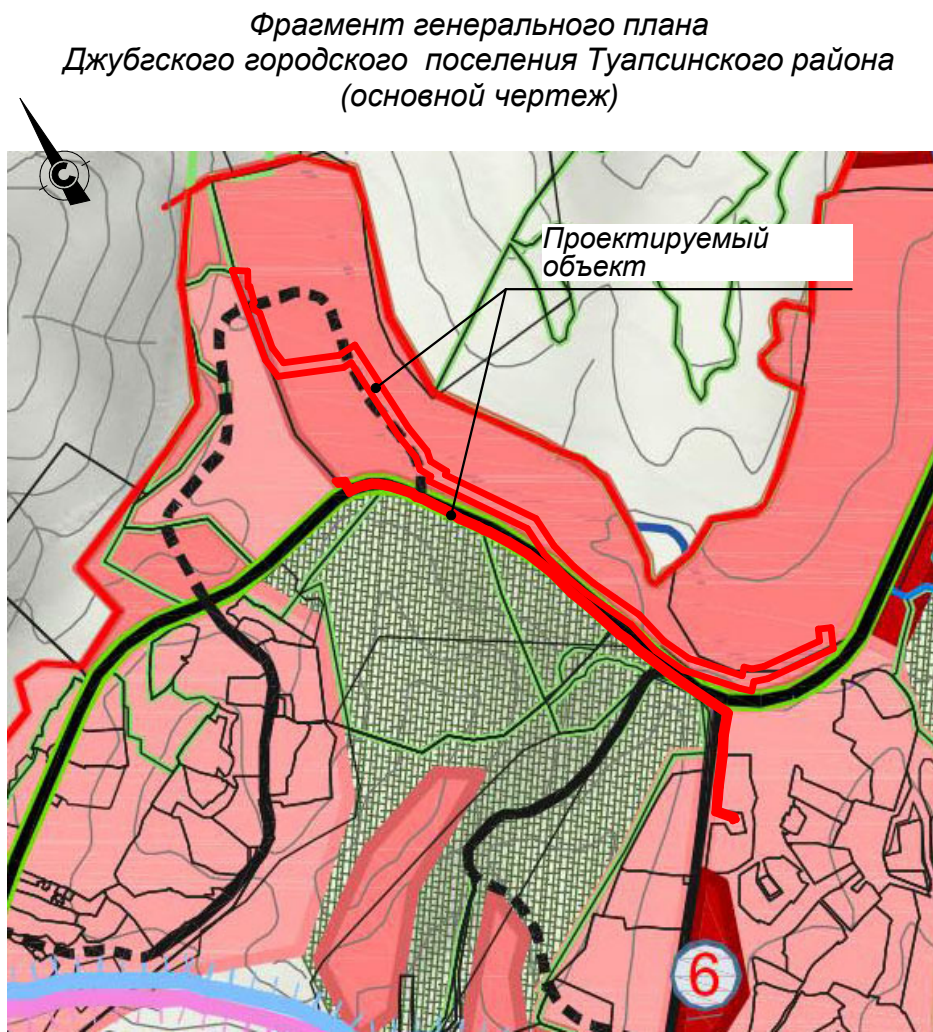 Фрагмент генерального плана
Джубгского городского поселения Туапсинского района
(основной чертеж)
С
Проектируемый
объект
6